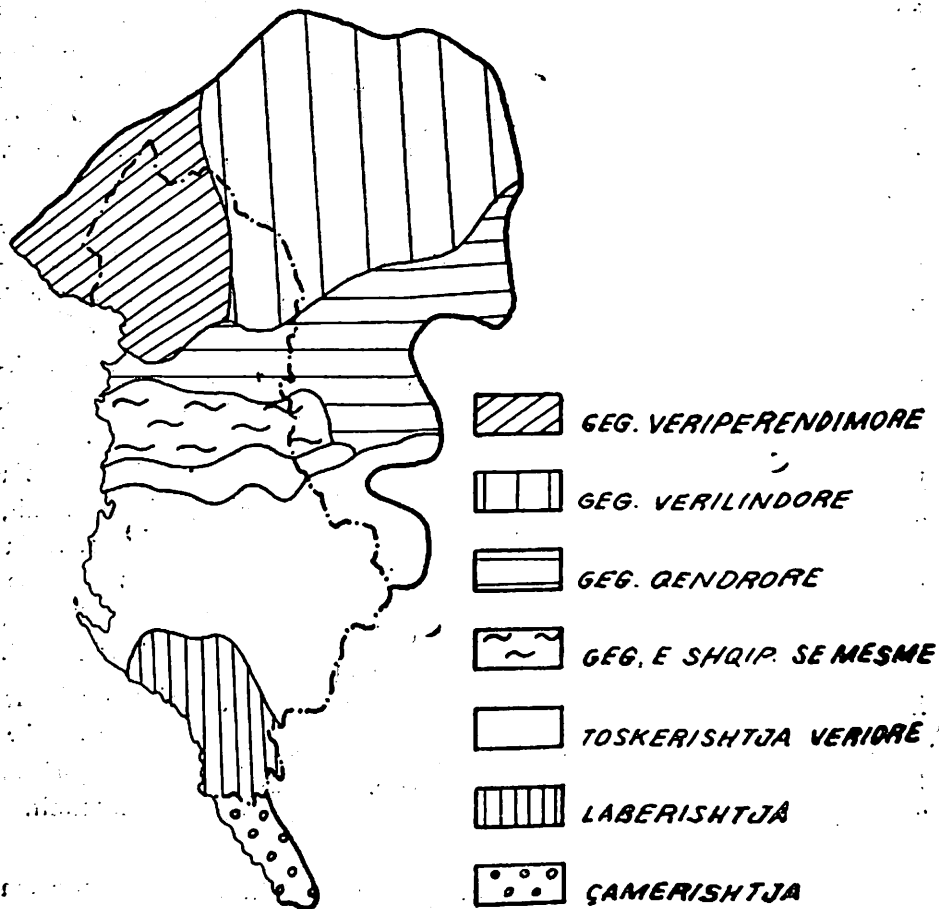 GEG. VERIPERENDIMORE
GEG. VERILINDORE
GEG. QENDRORE
GEG. E SHQIP. SE MESME
TOSKERISHTJA VERIORE
LABERISHTJA
ÇAMERISHTJA